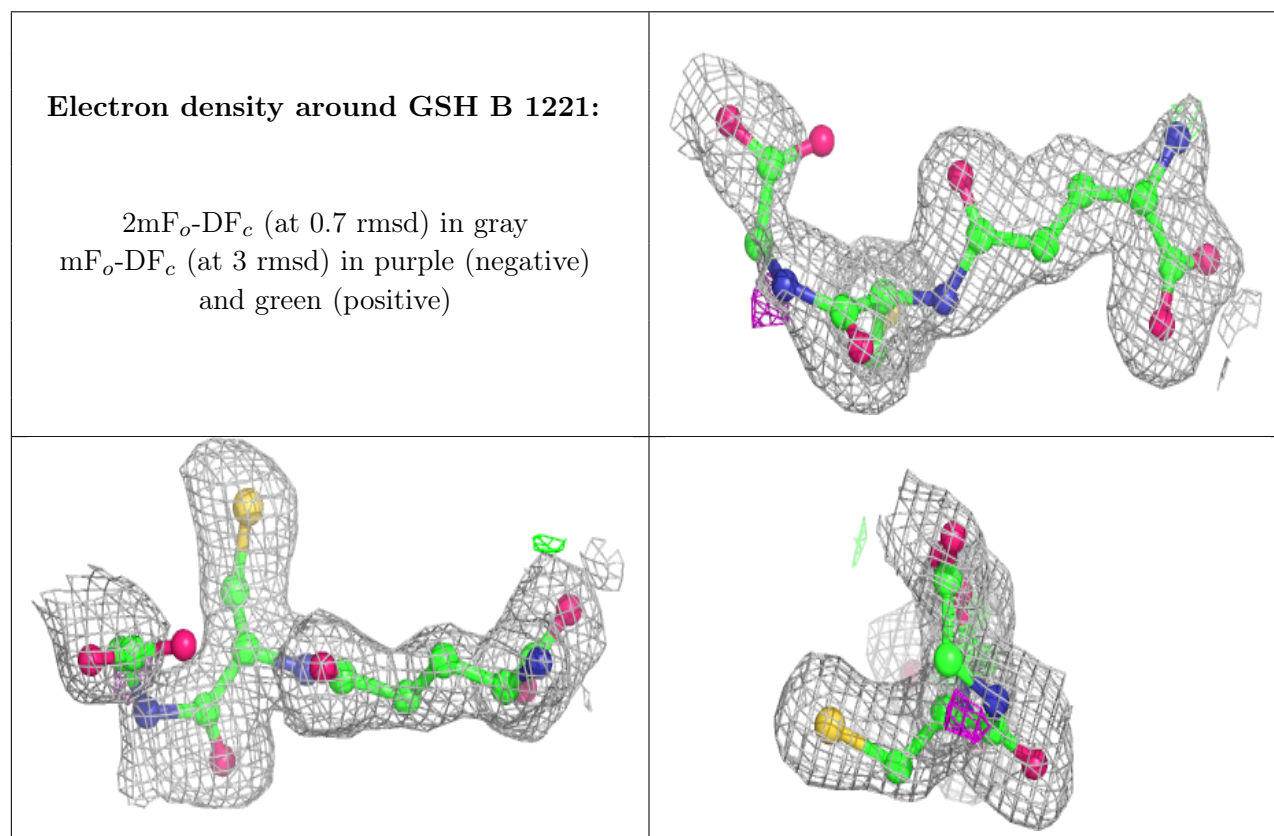 Electron density around GSH B 1221:
2mFₒ-DF𝒸 (at 0.7 rmsd) in gray
mFₒ-DF𝒸 (at 3 rmsd) in purple (negative)
and green (positive)